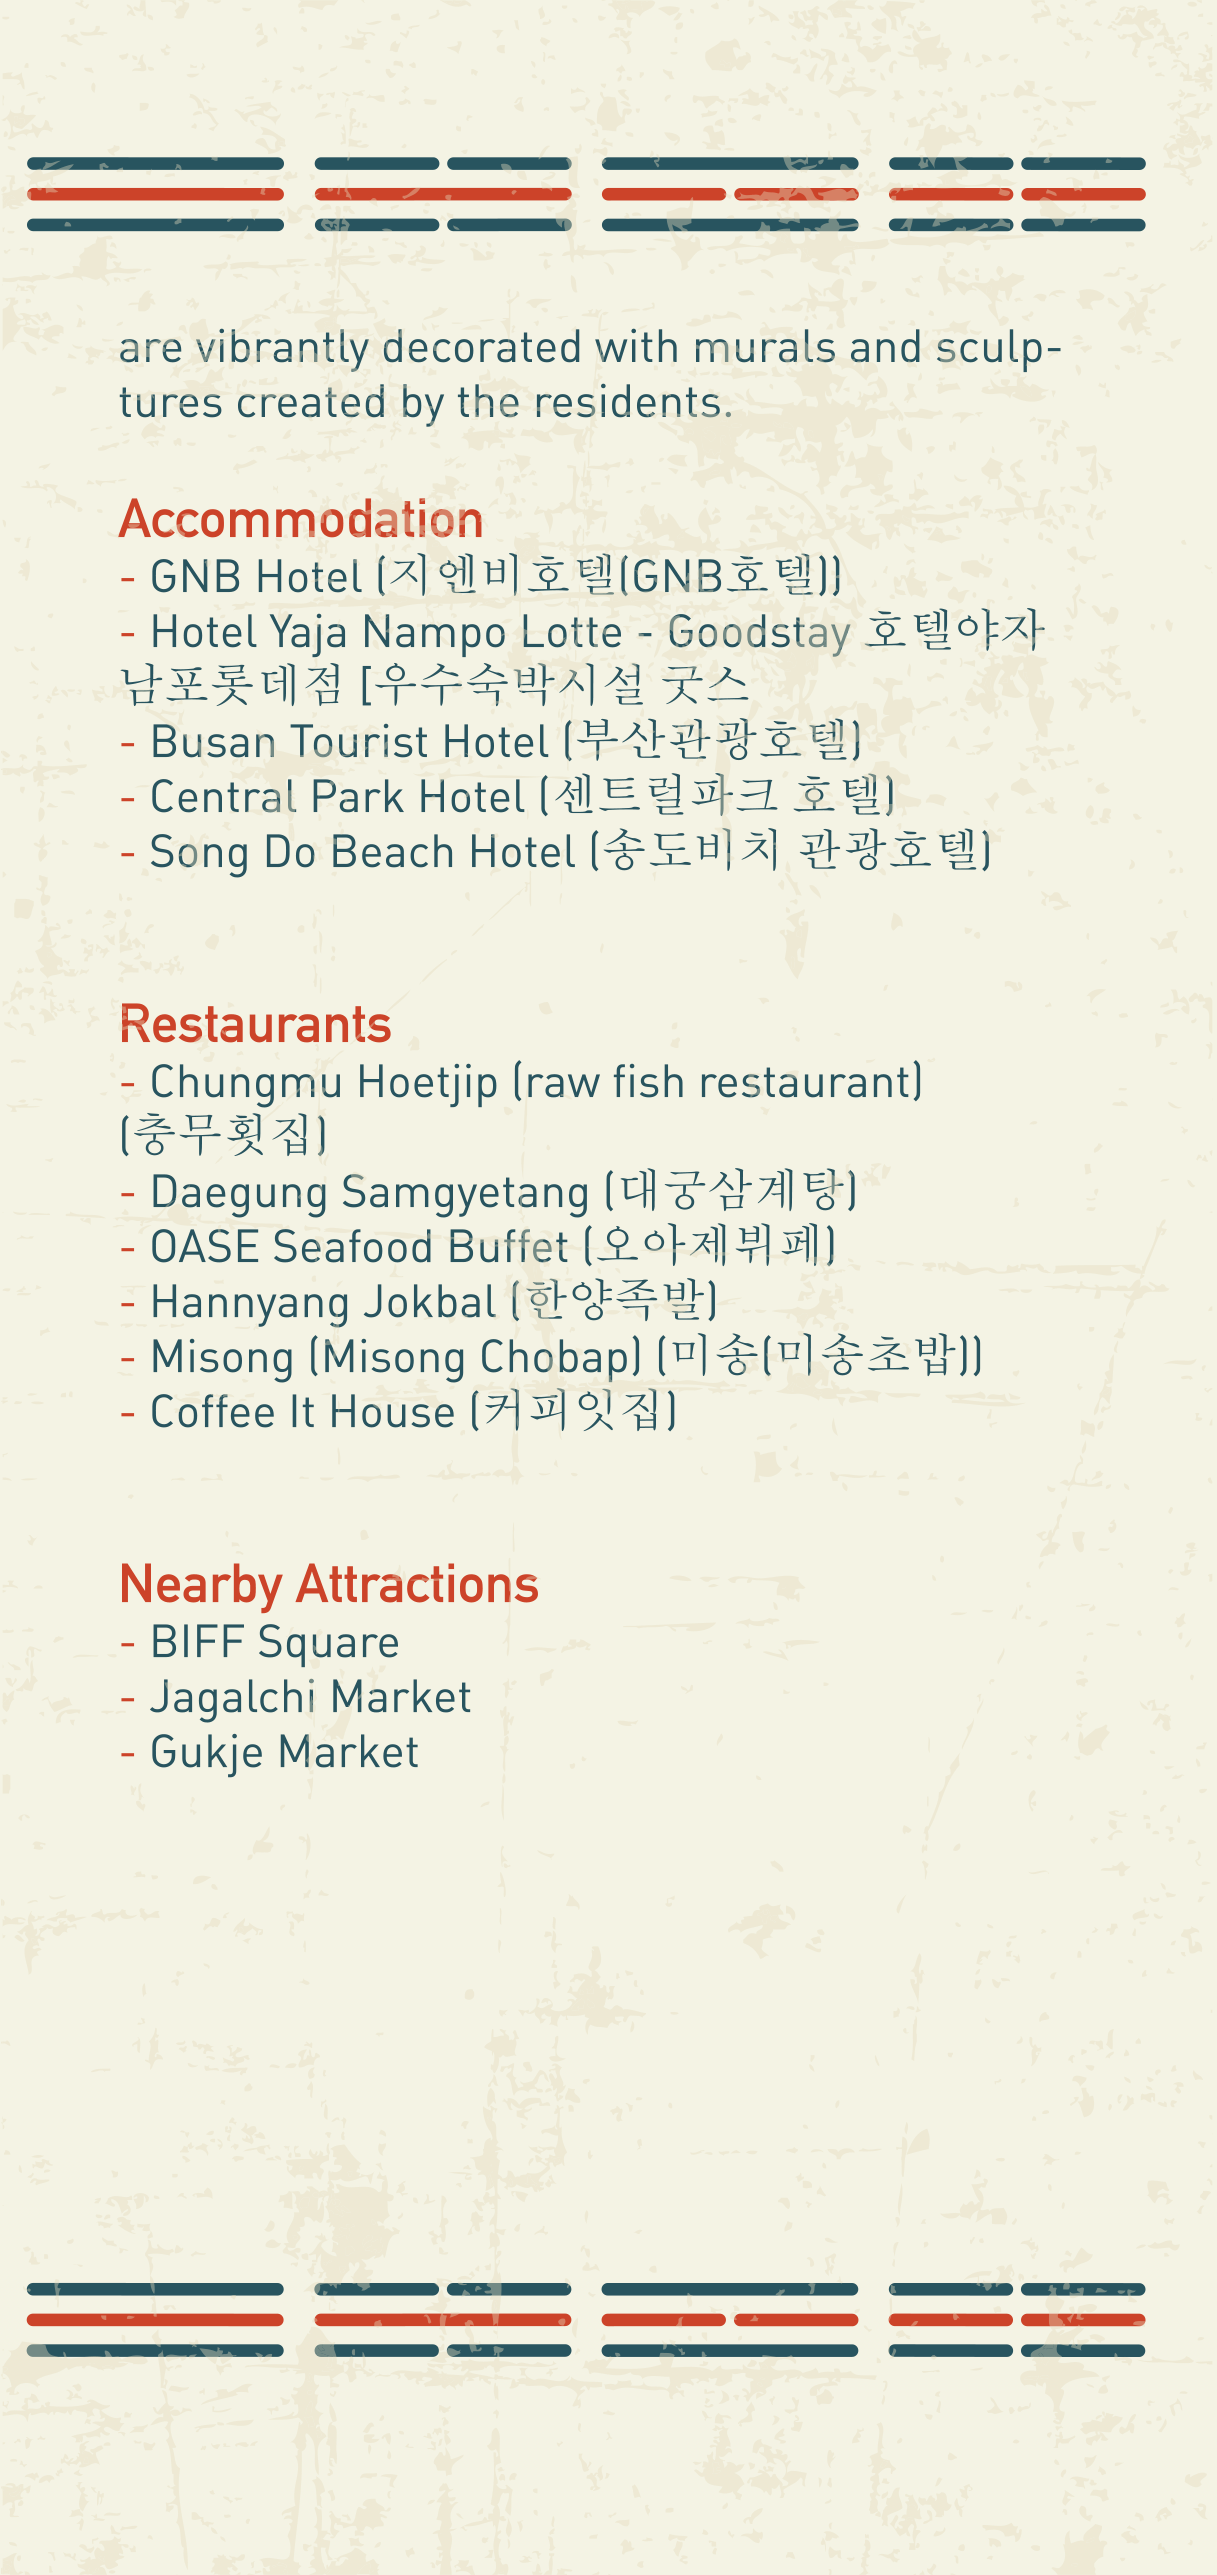 are vibrantly decorated with murals and sculp-
tures created by the residents.
Accommodation
- GNB Hotel (지엔비호텔(GNB호텔))
- Hotel Yaja Nampo Lotte - Goodstay 호텔야자
남포롯데점 [우수숙박시설 굿스
- Busan Tourist Hotel (부산관광호텔)
- Central Park Hotel (센트럴파크 호텔)
- Song Do Beach Hotel (송도비치 관광호텔)
Restaurants
- Chungmu Hoetjip (raw fish restaurant)
(충무횟집)
- Daegung Samgyetang (대궁삼계탕)
- OASE Seafood Buffet (오아제뷔페)
- Hannyang Jokbal (한양족발)
- Misong (Misong Chobap) (미송(미송초밥))
- Coffee It House (커피잇집)
Nearby Attractions
- BIFF Square
- Jagalchi Market
- Gukje Market